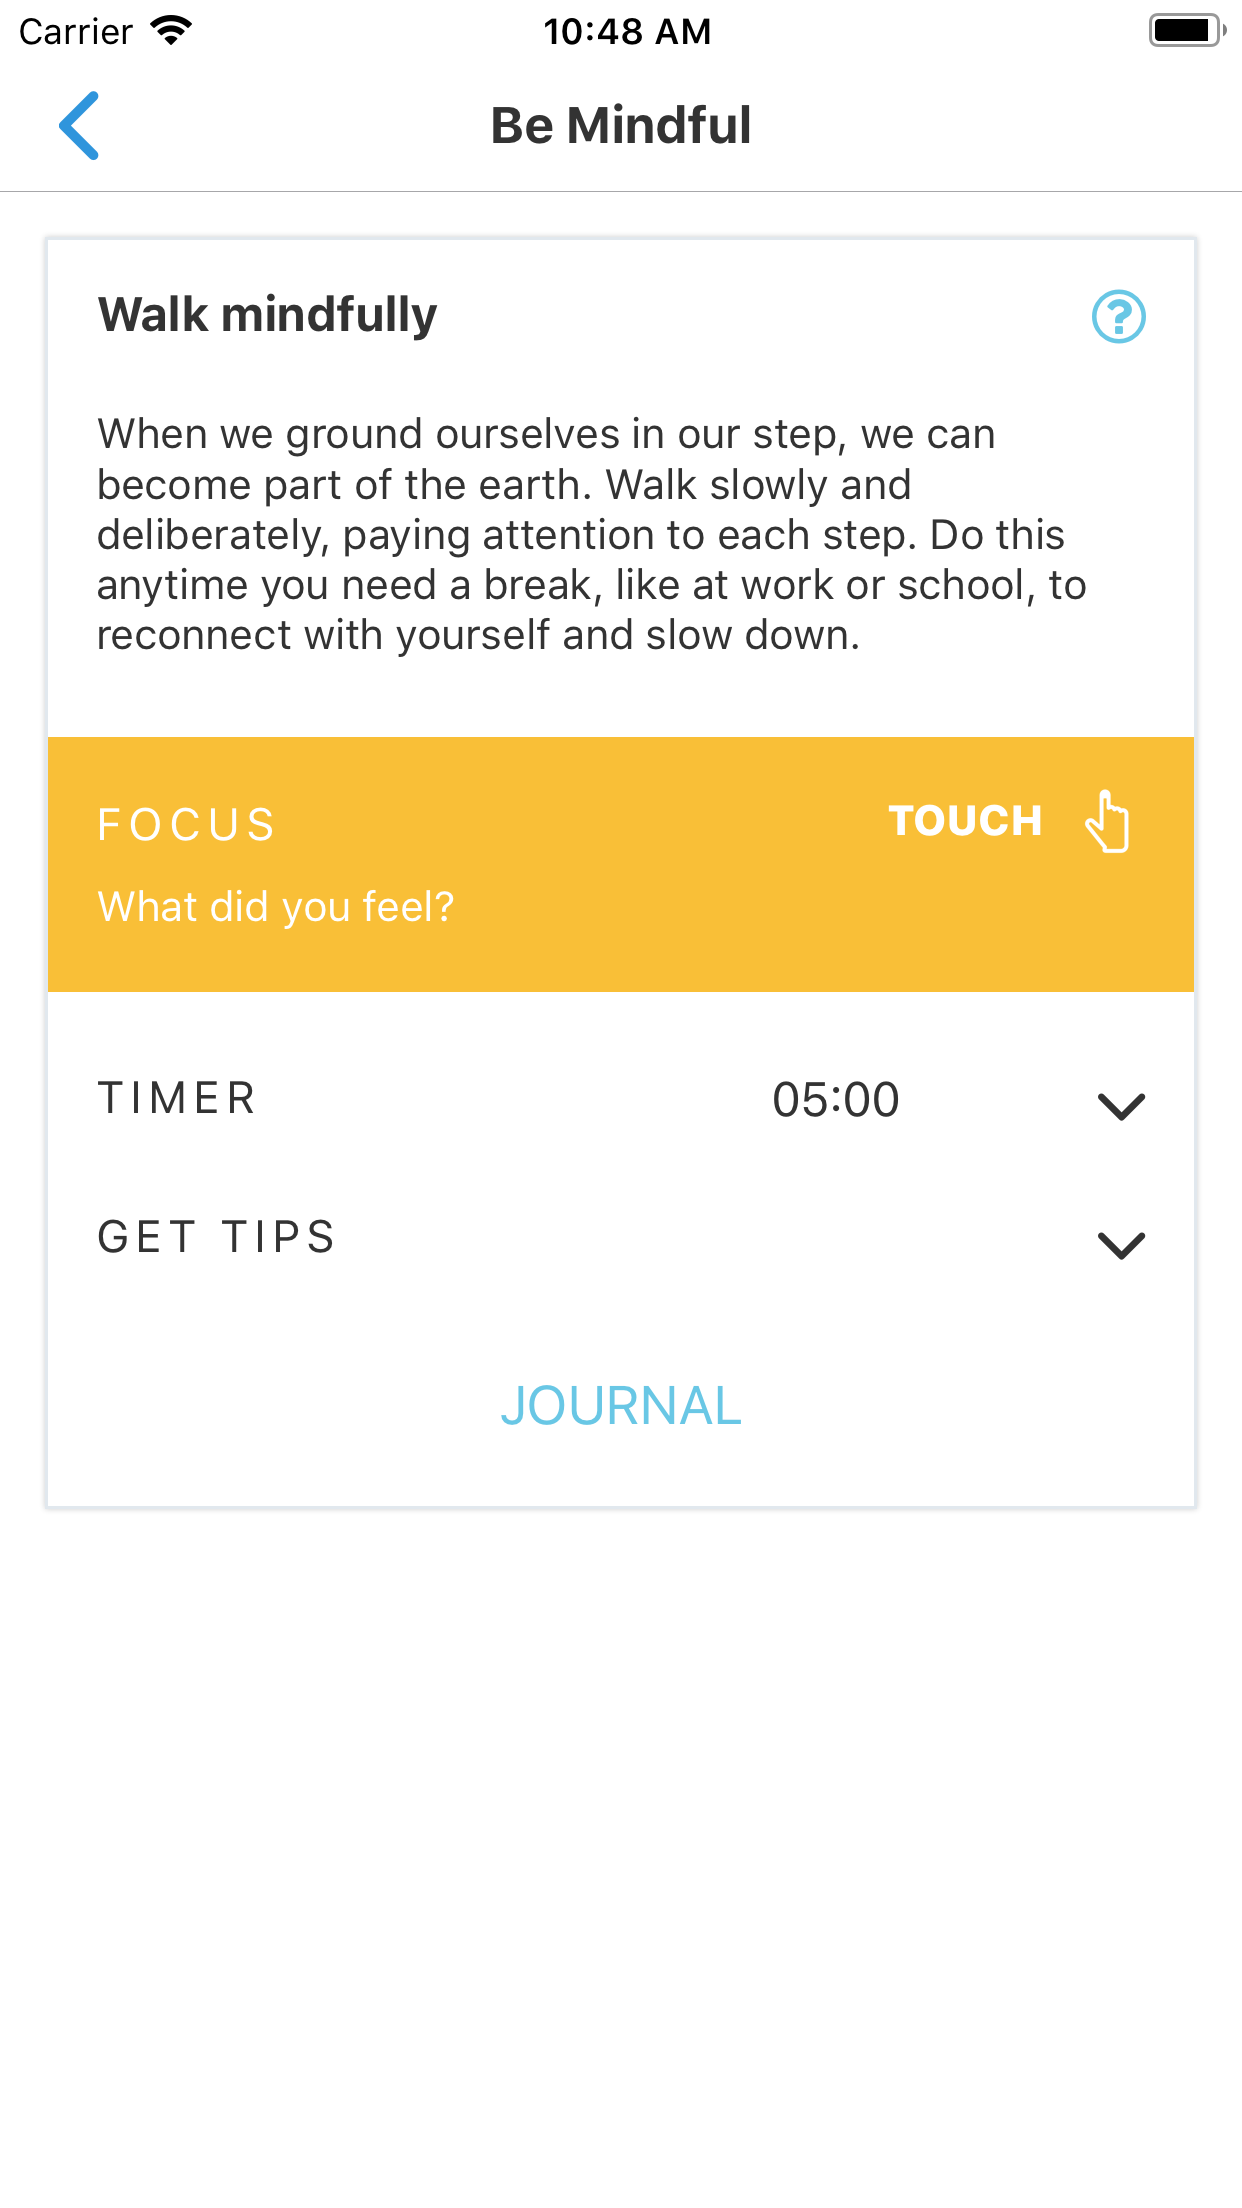 Carrier
10:48 AM
Be Mindful
Walk mindfully
When we ground ourselves in our step, we can
become part of the earth. Walk slowly and
deliberately, paying attention to each step. Do this
anytime you need a break, like at work or school, to
reconnect with yourself and slow down.
FOCUS
TOUCH
What did you feel?
TIMER
05:00
GET TIPS
JOURNAL